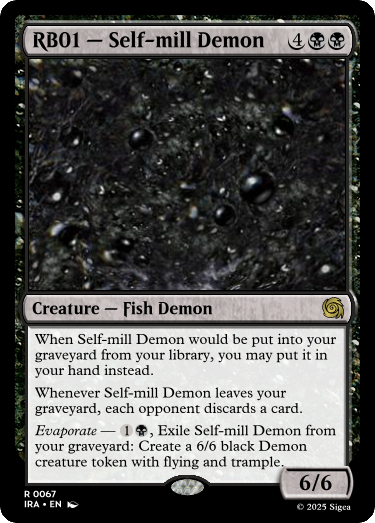 RB01 — Self-mill Demon 4
Creature — Fish Demon
When Self-mill Demon would be put into your
graveyard from your library, you may put it in
your hand instead.
Whenever Self-mill Demon leaves your
graveyard, each opponent discards a card.
Evaporate — 1, Exile Self-mill Demon from
your graveyard: Create a 6/6 black Demon
creature token with flying and trample.
6/6
R 0067
IRA • EN
© 2025 Sigea